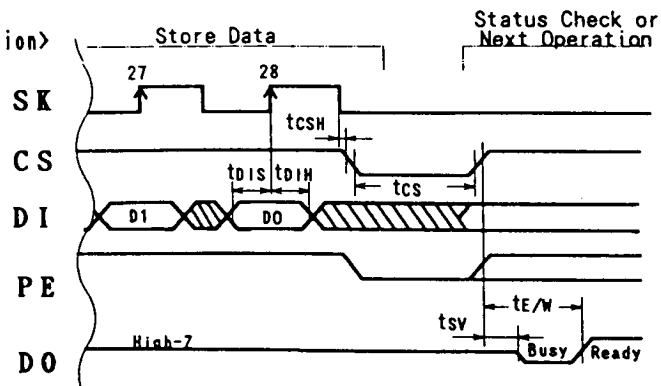 ion>
Store Data
Status Check or
Next Operation
27
28
SK
tCSH
CS
tDIS
tDIH
tCS
DI
D1
D0
PE
tE/W
tSV
High-Z
Busy
Ready
DO